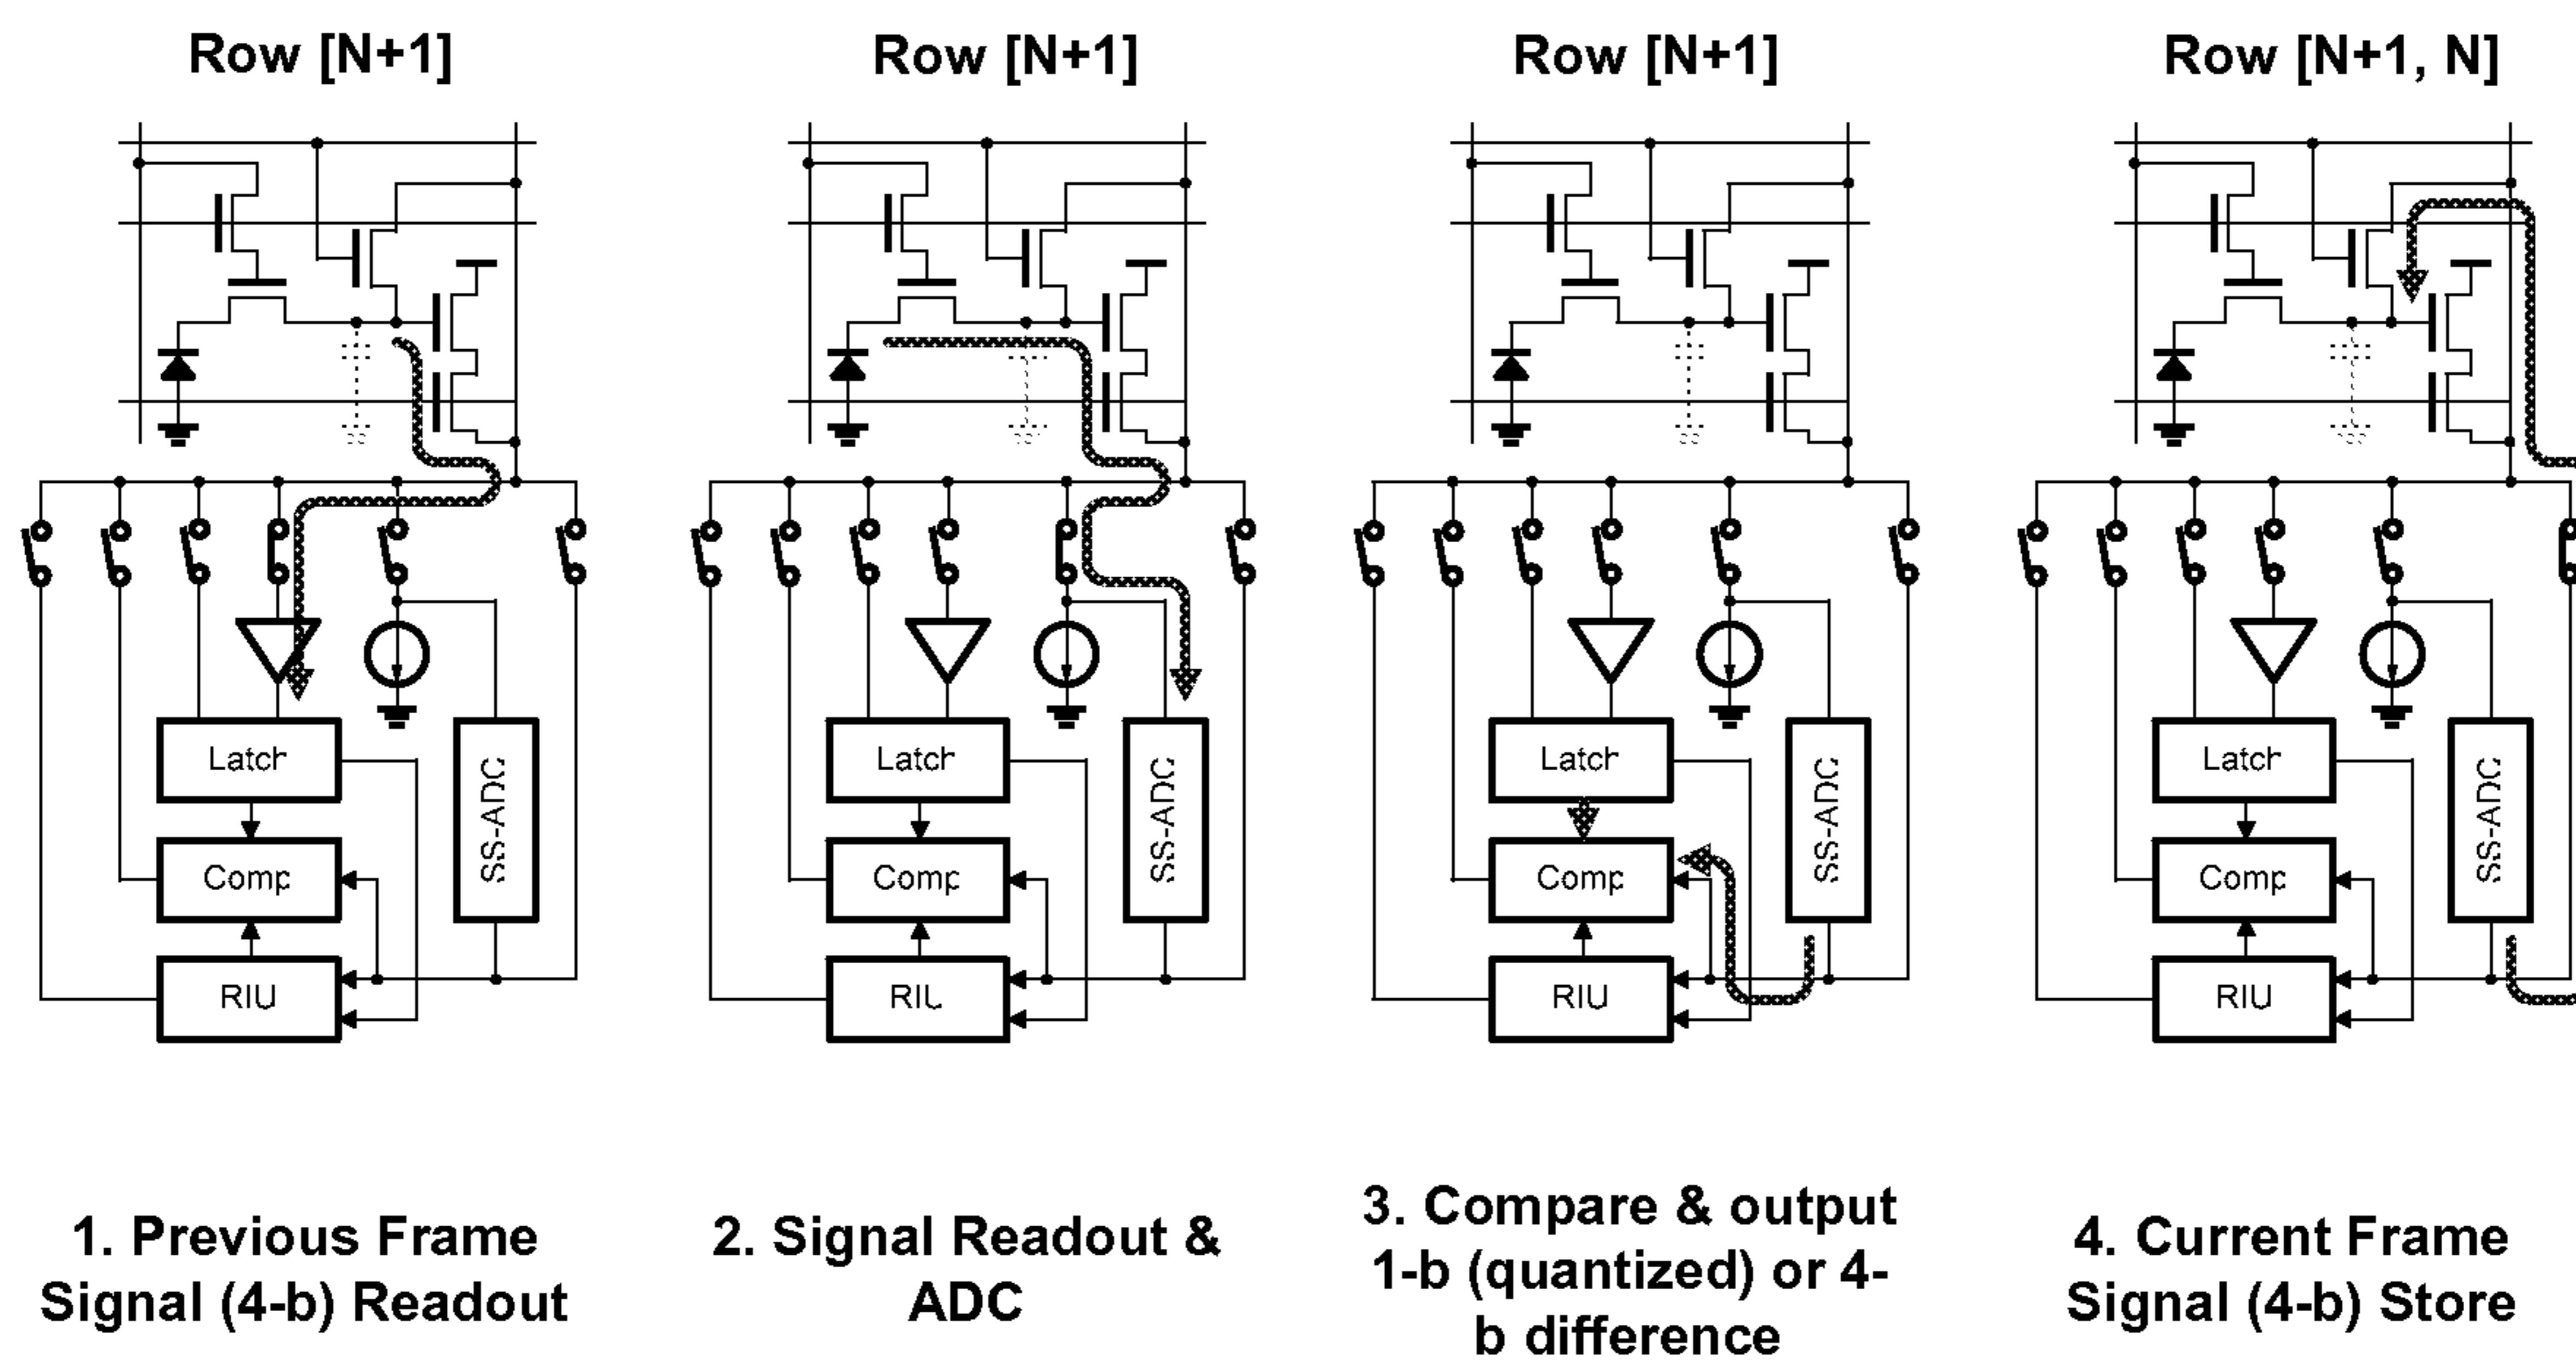 Row [N+1]
Row [N+1]
Row [N+1]
Row [N+1, N]
Latch
Comp
RIU
SS-ADC
Latch
Comp
RIU
SS-ADC
Latch
Comp
RIU
SS-ADC
Latch
Comp
RIU
SS-ADC
1. Previous Frame
Signal (4-b) Readout
2. Signal Readout &
ADC
3. Compare & output
1-b (quantized) or 4-
b difference
4. Current Frame
Signal (4-b) Store